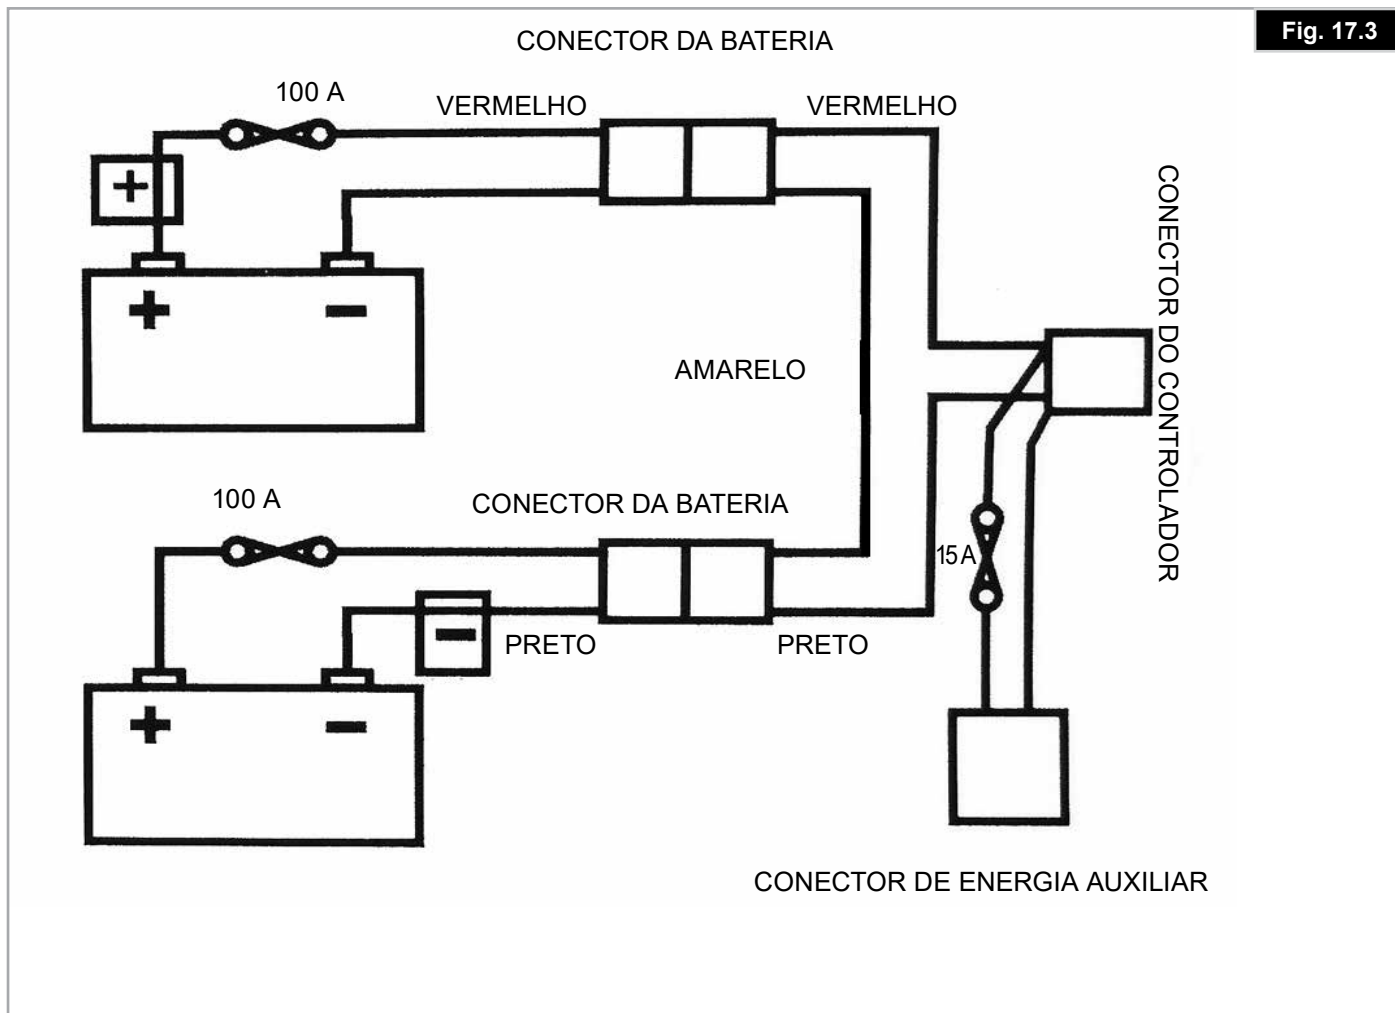 Fig. 17.3
CONECTOR DA BATERIA
100 A
VERMELHO
VERMELHO
+
+
-
CONECTOR DO CONTROLADOR
AMARELO
100 A
CONECTOR DA BATERIA
15 A
-
PRETO
PRETO
+
-
CONECTOR DE ENERGIA AUXILIAR